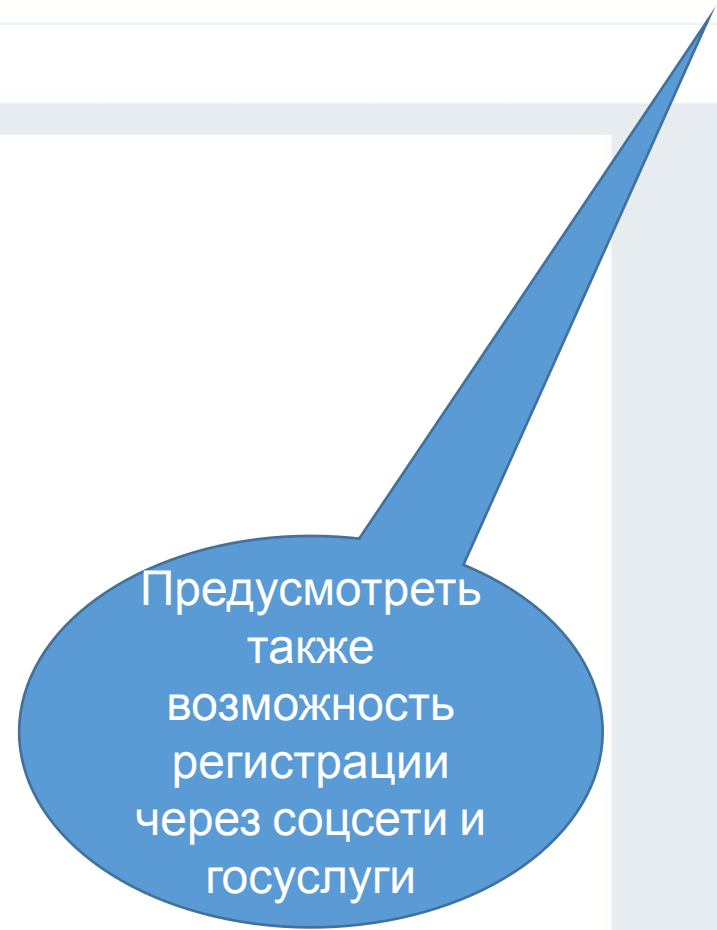 Предусмотреть
также
возможность
регистрации
через соцсети и
госуслуги